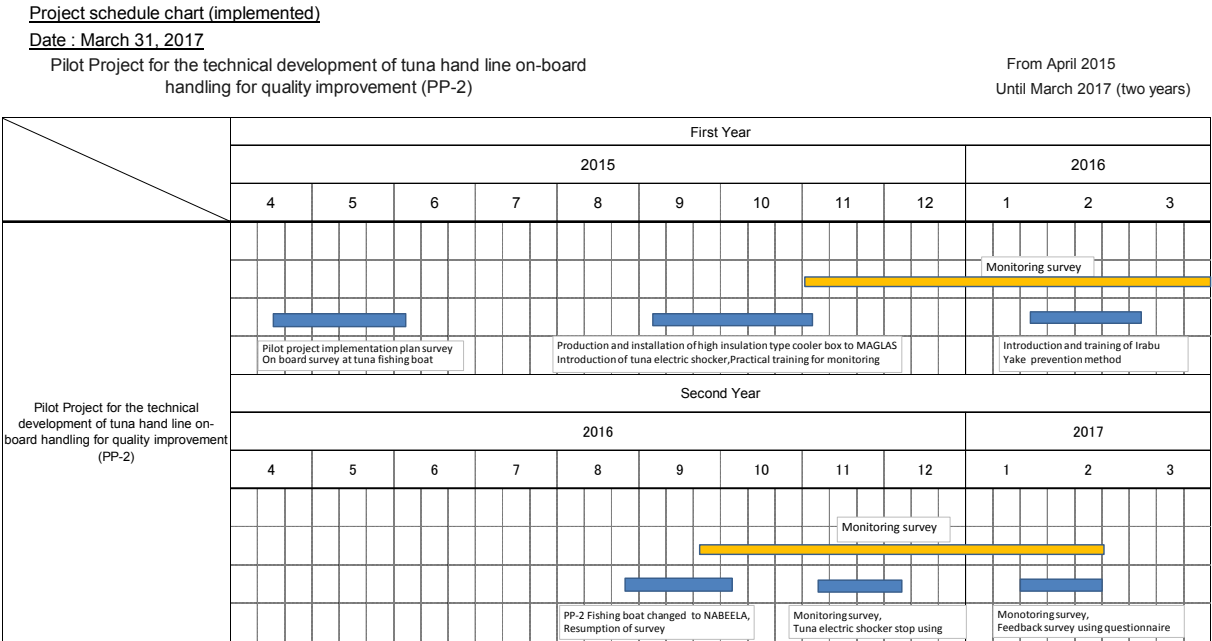 Project schedule chart (implemented)
Date : March 31, 2017
Pilot Project for the technical development of tuna hand line on-board
handling for quality improvement (PP-2)
From April 2015
Until March 2017 (two years)
First Year
2015 2016
4 5 6 7 8 9 10 11 12 1 2 3
Monitoring survey
Pilot project implementation plan survey
On board survey at tuna fishing boat
Production and installation of high insulation type cooler box to MAGLAS
Introduction of tuna electric shocker,Practical training for monitoring
Introduction and training of Irabu
Yake prevention method
Pilot Project for the technical
development of tuna hand line on-
board handling for quality improvement
(PP-2)
Second Year
2016 2017
4 5 6 7 8 9 10 11 12 1 2 3
Monitoring survey
PP-2 Fishing boat changed to NABEELA,
Resumption of survey
Monitoring survey,
Tuna electric shocker stop using
Monotoring survey,
Feedback survey using questionnaire